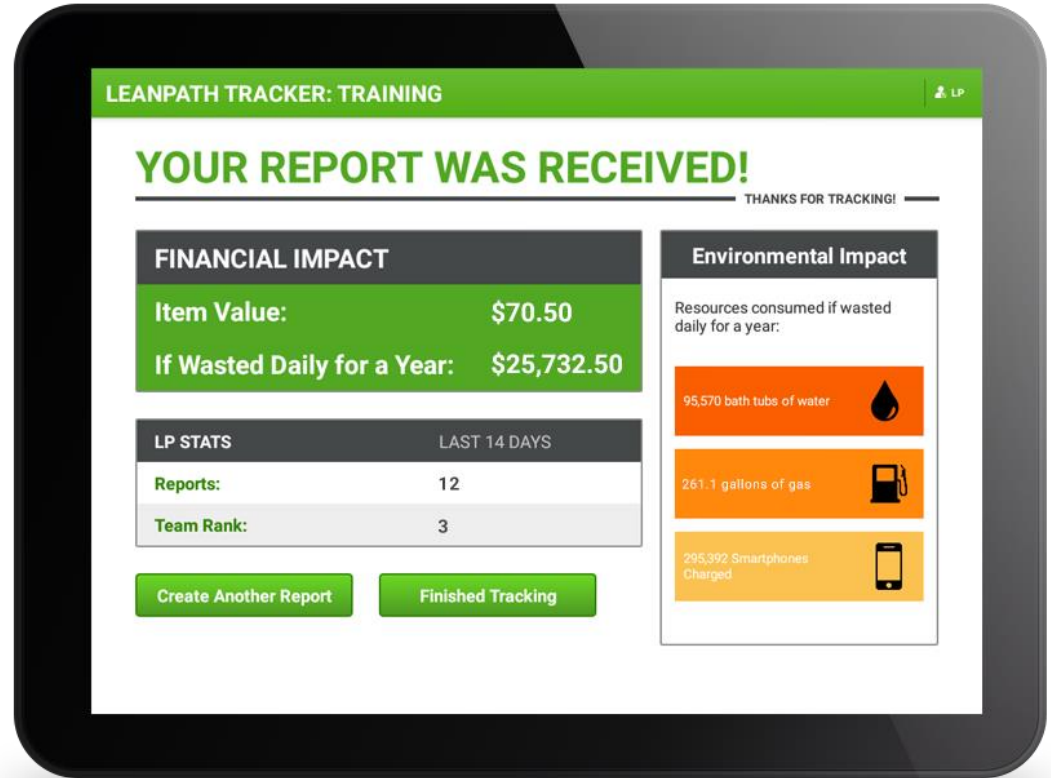 LEANPATH TRACKER: TRAINING
LP
YOUR REPORT WAS RECEIVED!
THANKS FOR TRACKING!
FINANCIAL IMPACT
Item Value: $70.50
If Wasted Daily for a Year: $25,732.50
LP STATS LAST 14 DAYS
Reports: 12
Team Rank: 3
Create Another Report Finished Tracking
Environmental Impact
Resources consumed if wasted
daily for a year:
95,570 bath tubs of water
261.1 gallons of gas
295,392 Smartphones
Charged